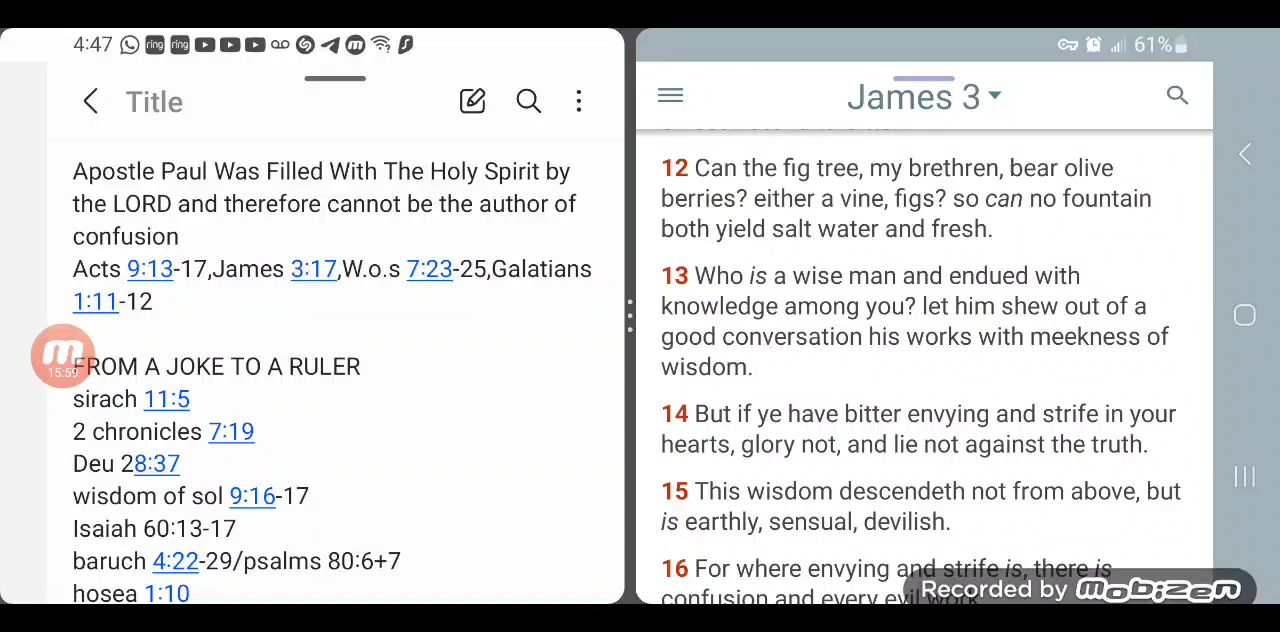 4:47
ring ring
61%
Title
Apostle Paul Was Filled With The Holy Spirit by
the LORD and therefore cannot be the author of
confusion
Acts 9:13-17,James 3:17,W.o.s 7:23-25,Galatians
1:11-12
15:59
FROM A JOKE TO A RULER
sirach 11:5
2 chronicles 7:19
Deu 28:37
wisdom of sol 9:16-17
Isaiah 60:13-17
baruch 4:22-29/psalms 80:6+7
hosea 1:10
James 3
12 Can the fig tree, my brethren, bear olive
berries? either a vine, figs? so can no fountain
both yield salt water and fresh.
13 Who is a wise man and endued with
knowledge among you? let him shew out of a
good conversation his works with meekness of
wisdom.
14 But if ye have bitter envying and strife in your
hearts, glory not, and lie not against the truth.
15 This wisdom descendeth not from above, but
is earthly, sensual, devilish.
16 For where envying and strife is, there is
confusion and every evil work.
Recorded by mobizen